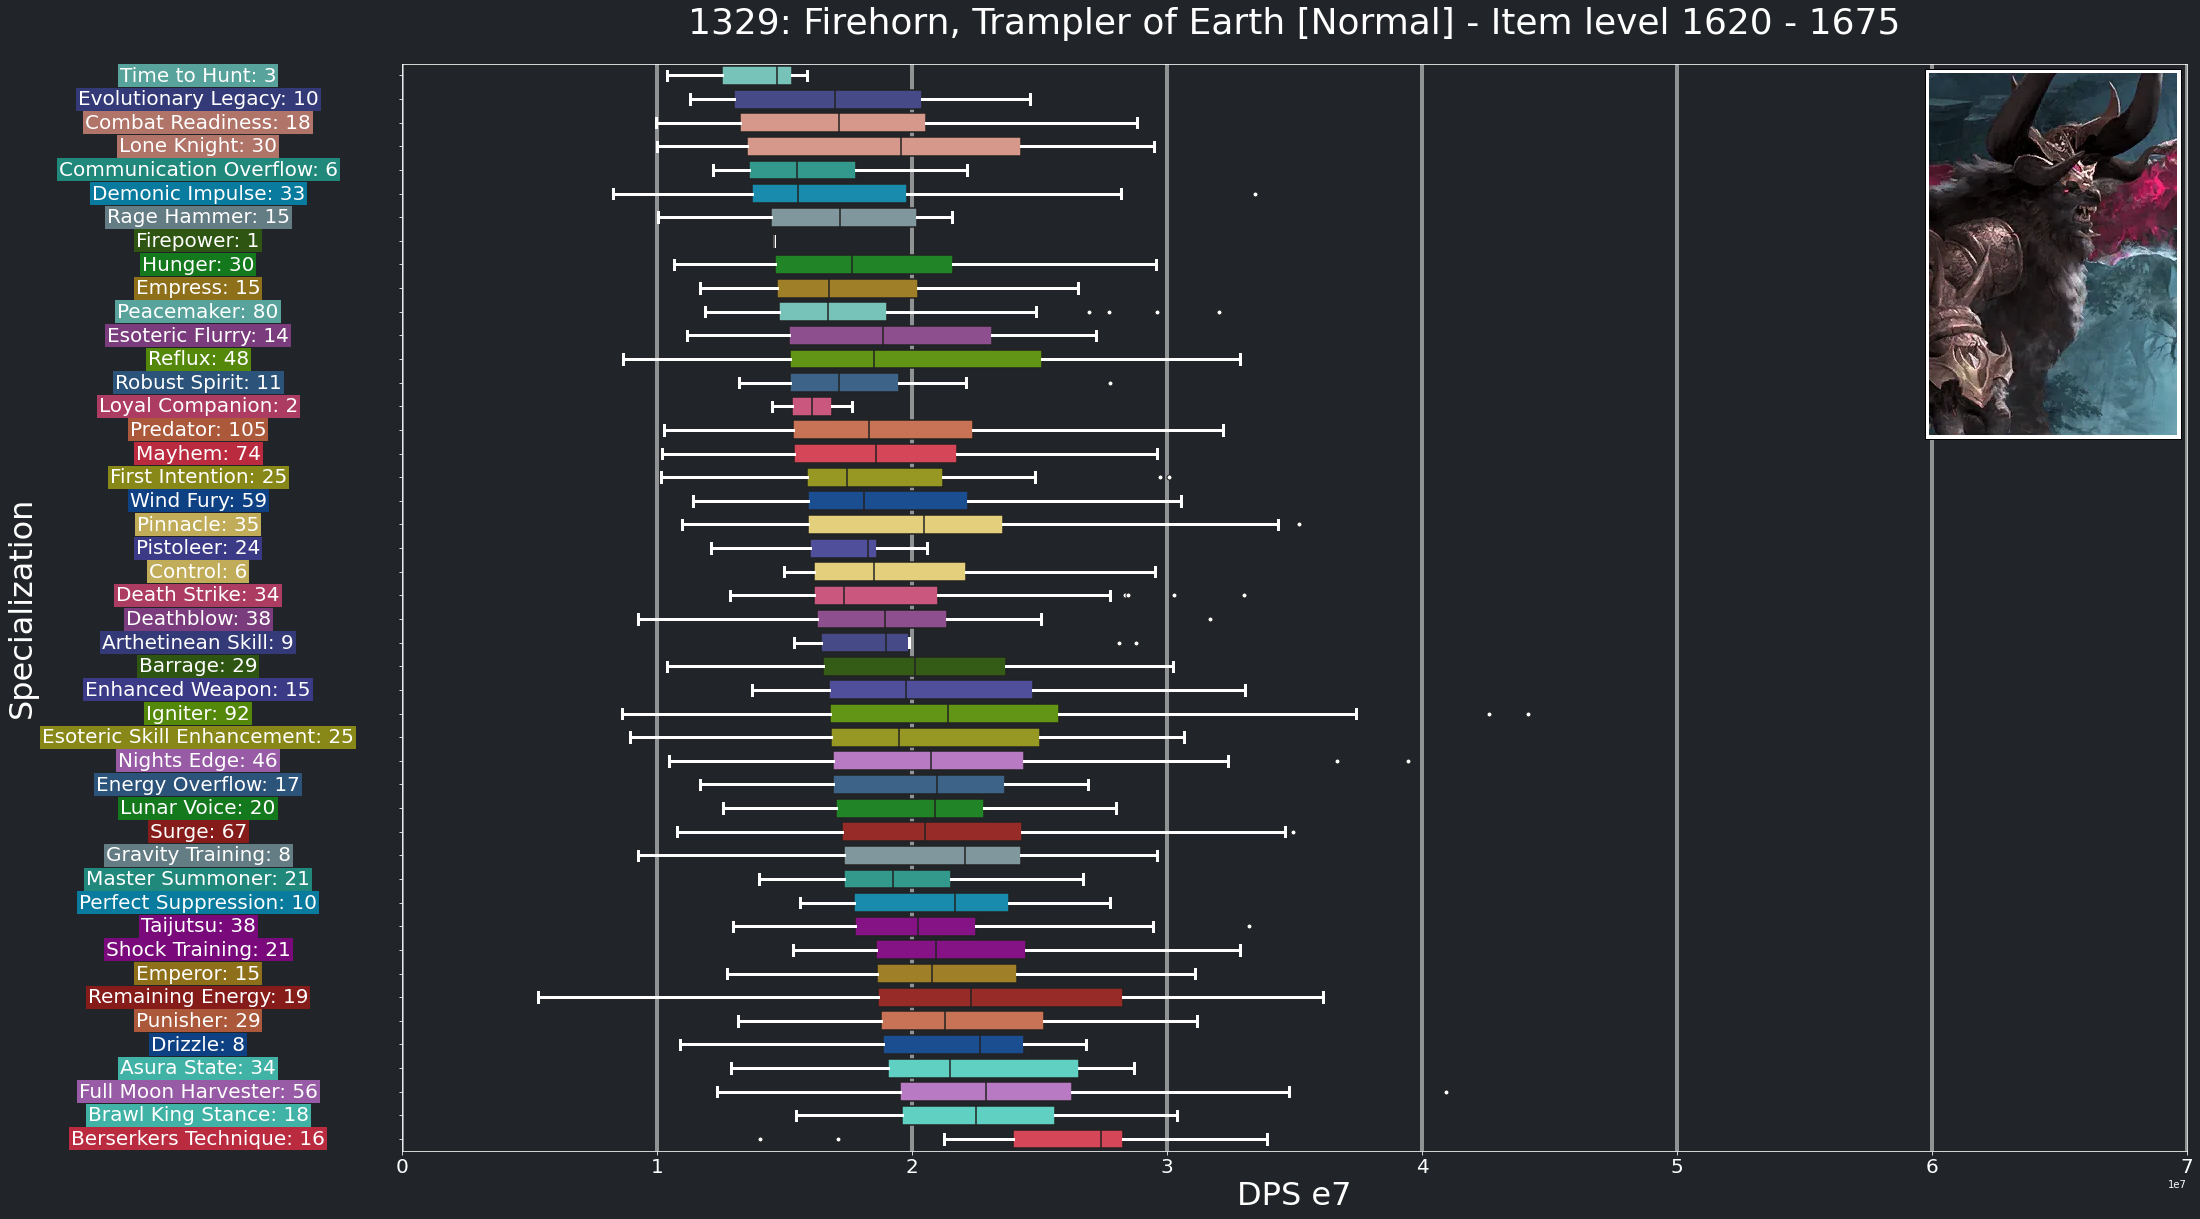 1329: Firehorn, Trampler of Earth [Normal] - Item level 1620 - 1675
Time to Hunt: 3
Evolutionary Legacy: 10
Combat Readiness: 18
Lone Knight: 30
Communication Overflow: 6
Demonic Impulse: 33
Rage Hammer: 15
Firepower: 1
Hunger: 30
Empress: 15
Peacemaker: 80
Esoteric Flurry: 14
Reflux: 48
Robust Spirit: 11
Loyal Companion: 2
Predator: 105
Mayhem: 74
First Intention: 25
Wind Fury: 59
Pinnacle: 35
Pistoleer: 24
Control: 6
Death Strike: 34
Deathblow: 38
Arthetinean Skill: 9
Barrage: 29
Enhanced Weapon: 15
Igniter: 92
Esoteric Skill Enhancement: 25
Nights Edge: 46
Energy Overflow: 17
Lunar Voice: 20
Surge: 67
Gravity Training: 8
Master Summoner: 21
Perfect Suppression: 10
Taijutsu: 38
Shock Training: 21
Emperor: 15
Remaining Energy: 19
Punisher: 29
Drizzle: 8
Asura State: 34
Full Moon Harvester: 56
Brawl King Stance: 18
Berserkers Technique: 16
Specialization
0 1 2 3 4 5 6 7
1e7
DPS e7